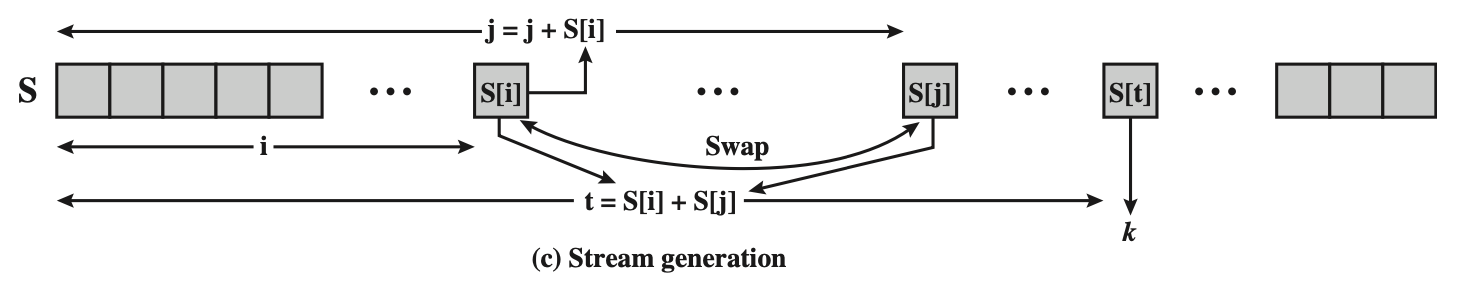 j = j + S[i]
S S[i] S[j] S[t]
i Swap
t = S[i] + S[j]
k
(c) Stream generation